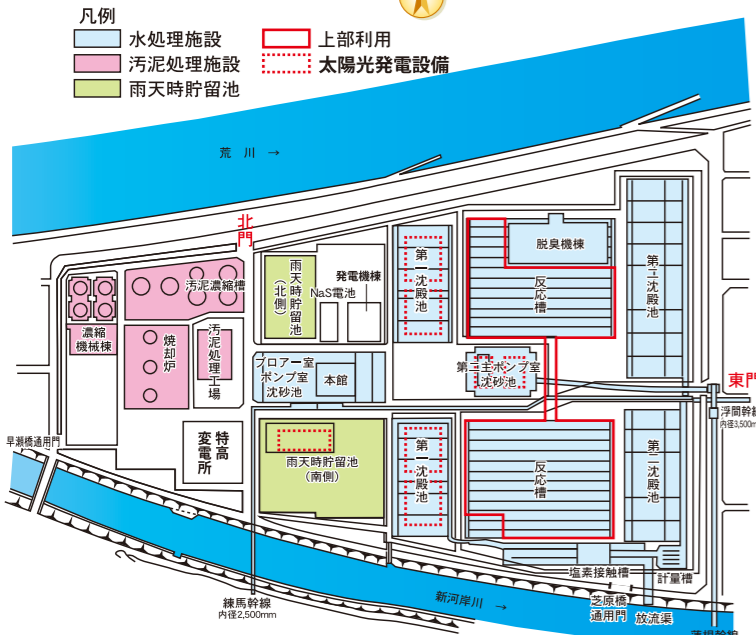 凡例
水処理施設
汚泥処理施設
雨天時貯留池
上部利用
太陽光発電設備
荒川 →
北門
汚泥濃縮槽
濃縮
機械棟
焼却炉
汚泥処理工場
雨天時貯留池
(北側)
発電機棟
NaS電池
第一沈殿池
脱臭機棟
反応槽
第二沈殿池
ブロアー室
ポンプ室
沈砂池
本館
第二主ポンプ室
沈砂池
東門
浮間幹線
内径3,500mm
早瀬橋通用門
特高
変電所
雨天時貯留池
(南側)
第一沈殿池
反応槽
第二沈殿池
塩素接触槽
計量槽
練馬幹線
内径2,500mm
新河岸川 →
芝原橋
通用門
放流渠